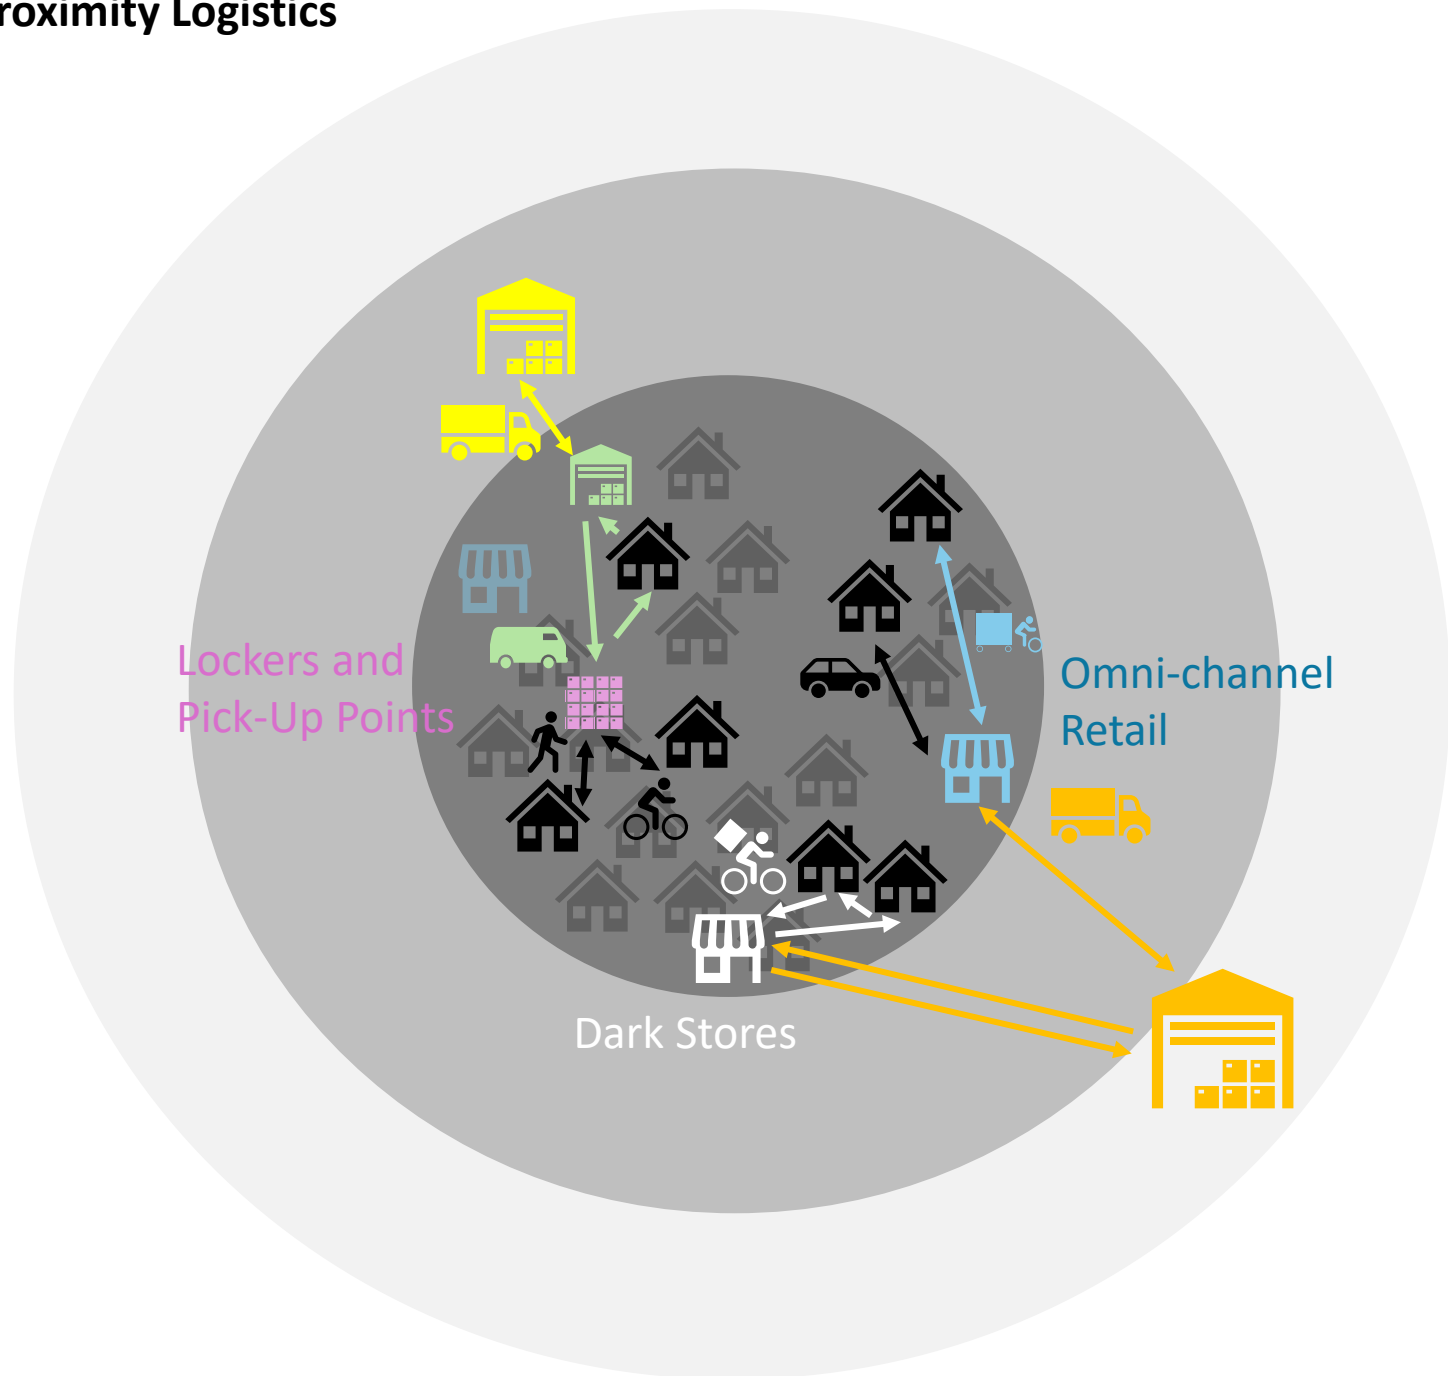 roximity Logistics
Lockers and
Pick-Up Points
Omni-channel
Retail
Dark Stores